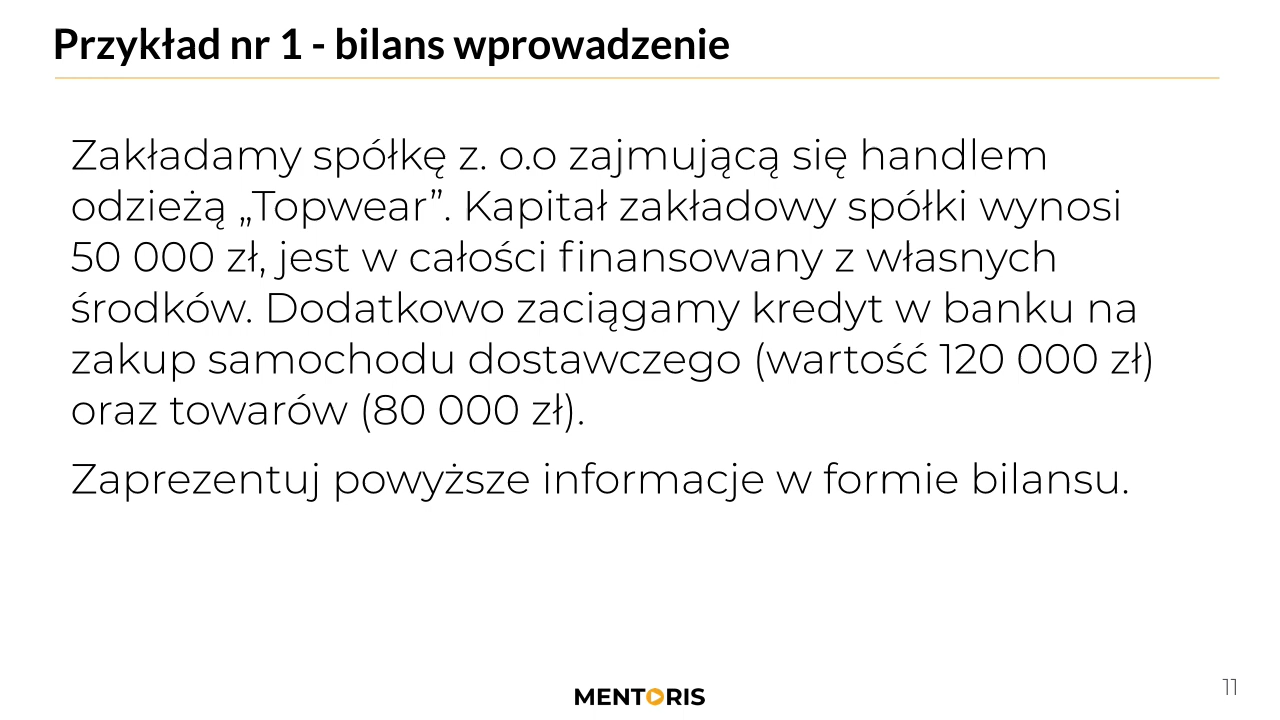 Przykład nr 1 - bilans wprowadzenie
Zakładamy spółkę z. o.o zajmującą się handlem
odzieżą „Topwear”. Kapitał zakładowy spółki wynosi
50 000 zł, jest w całości finansowany z własnych
środków. Dodatkowo zaciągamy kredyt w banku na
zakup samochodu dostawczego (wartość 120 000 zł)
oraz towarów (80 000 zł).
Zaprezentuj powyższe informacje w formie bilansu.
MENTORIS
11